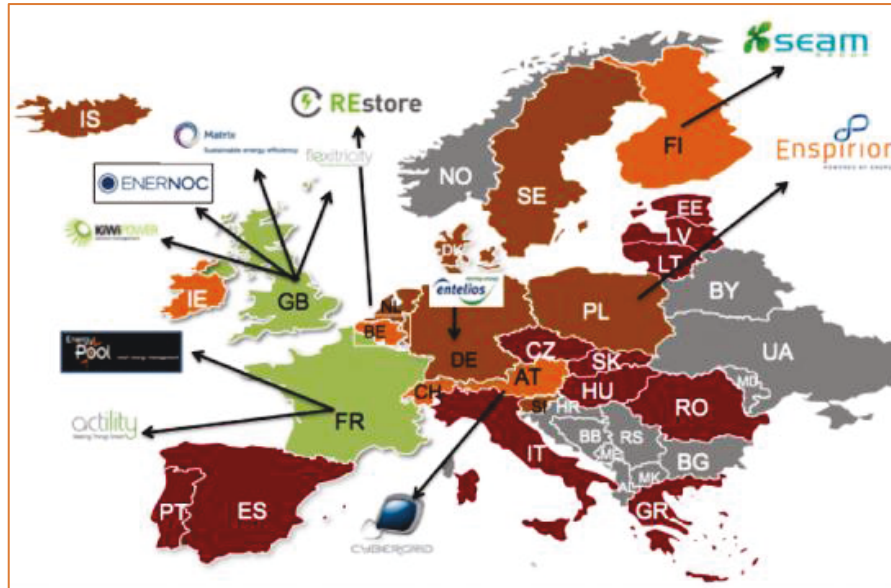 seam
IS
REstore
Matrix
Sustainable energy efficiency
flexitricity
FI
Enspirion
NO
ENERNOC
SE
EE
KiWiPOWER
LV
DK
LT
IE
GB
entelios
BY
NL
PL
BE
Energy
Pool
DE
CZ
UA
SK
AT
CH
HU
MD
actility
FR
SI
HR
RO
BB
RS
IT
ME
BG
PT
ES
AL
MK
GR
CYBERGRID